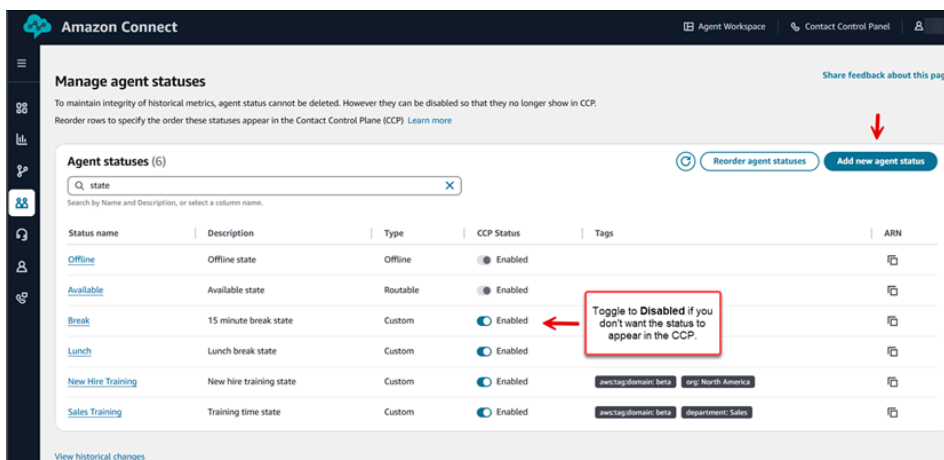 Amazon Connect
Agent Workspace
Contact Control Panel
Manage agent statuses
Share feedback about this pag
To maintain integrity of historical metrics, agent status cannot be deleted. However they can be disabled so that they no longer show in CCP.
Reorder rows to specify the order these statuses appear in the Contact Control Plane (CCP) Learn more
Agent statuses (6)
Reorder agent statuses
Add new agent status
state
Search by Name and Description, or select a column name.
Status name Description Type CCP Status Tags ARN
Offline Offline state Offline Enabled
Available Available state Routable Enabled
Break 15 minute break state Custom Enabled
Toggle to Disabled if you
don't want the status to
appear in the CCP.
Lunch Lunch break state Custom Enabled
New Hire Training New hire training state Custom Enabled aws:tag:domain: beta org: North America
Sales Training Training time state Custom Enabled aws:tag:domain: beta department: Sales
View historical changes